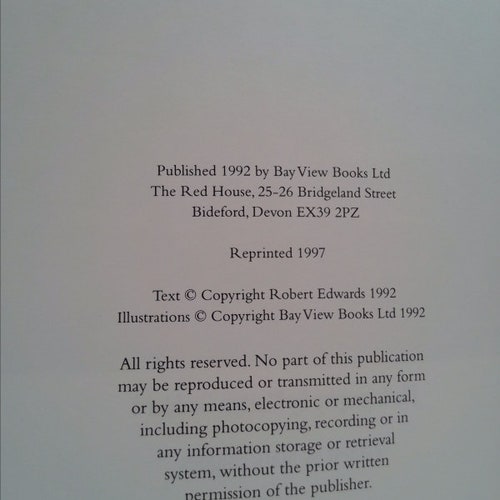 Published 1992 by Bay View Books Ltd
The Red House, 25-26 Bridgeland Street
Bideford, Devon EX39 2PZ
Reprinted 1997
Text © Copyright Robert Edwards 1992
Illustrations © Copyright Bay View Books Ltd 1992
All rights reserved. No part of this publication
may be reproduced or transmitted in any form
or by any means, electronic or mechanical,
including photocopying, recording or in
any information storage or retrieval
system, without the prior written
permission of the publisher.